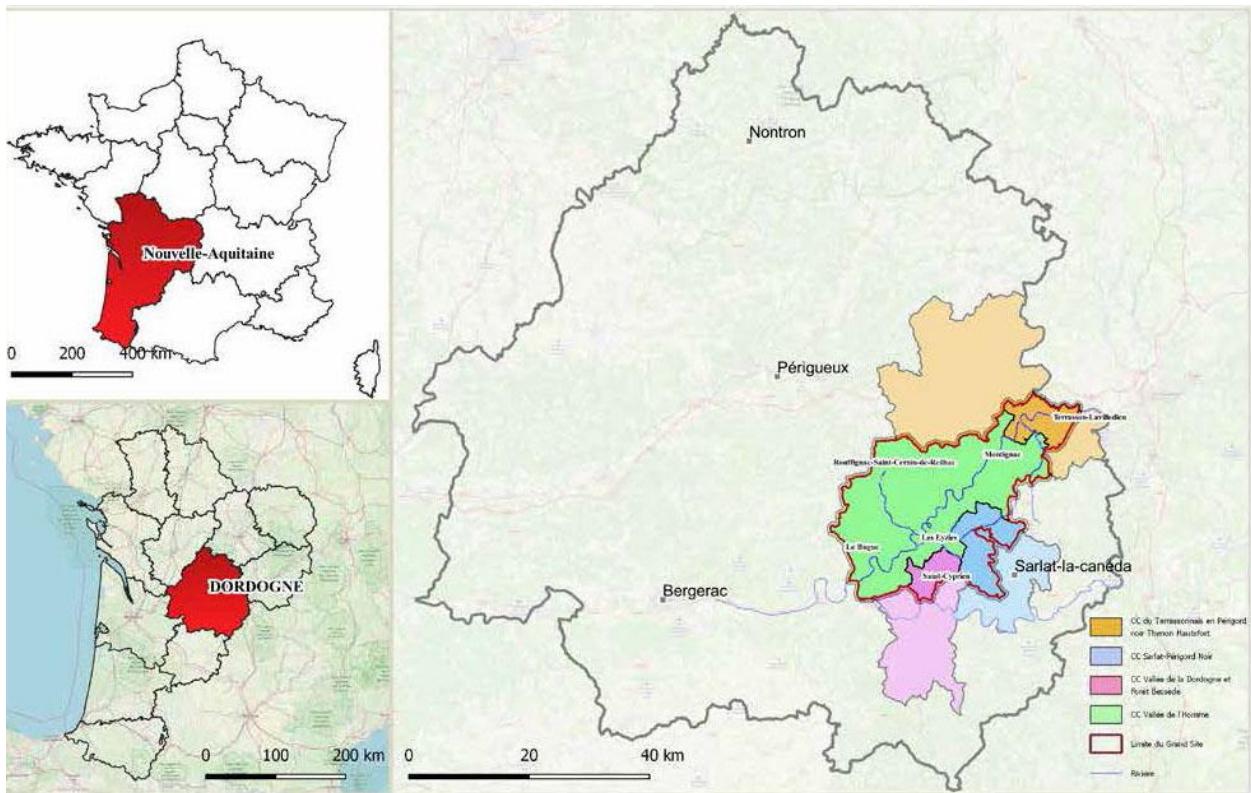 Nouvelle-Aquitaine
0 200 400 km
DORDOGNE
0 100 200 km
Nontron
Périgueux
Terrasson-Lavilledieu
Montignac
Rouffignac-Saint-Cernin-de-Reilhac
Les Eyzies
Le Bugue
Saint-Cyprien
Sarlat-la-canéda
Bergerac
0 20 40 km
CC du Terrassonnais en Périgord
noir Thenon Hautefort
CC Sarlat-Périgord Noir
CC Vallée de la Dordogne et
Forêt Bessède
CC Vallée de l'Homme
Limite du Grand Site
Rivière